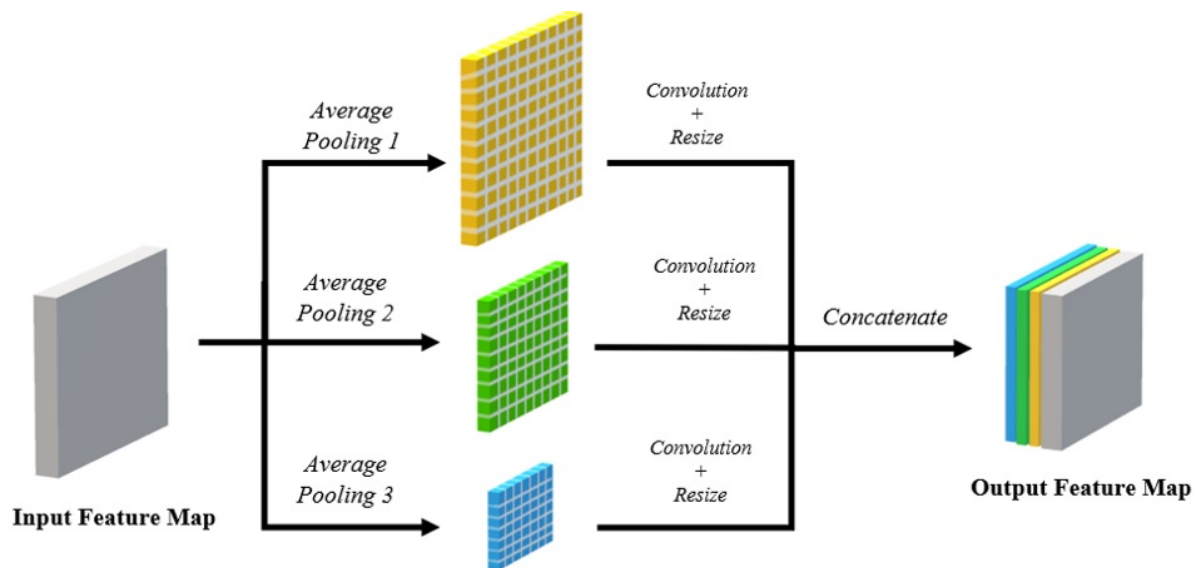 Average
Pooling 1
Convolution
+
Resize
Average
Pooling 2
Convolution
+
Resize
Concatenate
Average
Pooling 3
Convolution
+
Resize
Input Feature Map
Output Feature Map